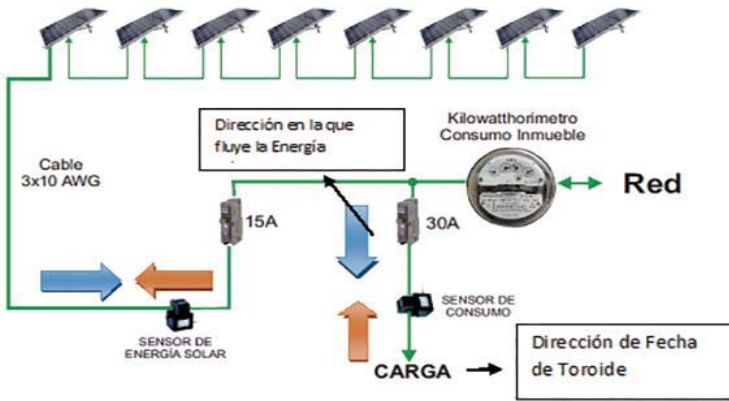 Kilowatthorimetro
Consumo Inmueble
Dirección en la que
fluye la Energía
Cable
3x10 AWG
Red
15A
30A
SENSOR DE
ENERGÍA SOLAR
SENSOR DE
CONSUMO
CARGA
Dirección de Fecha
de Toroide